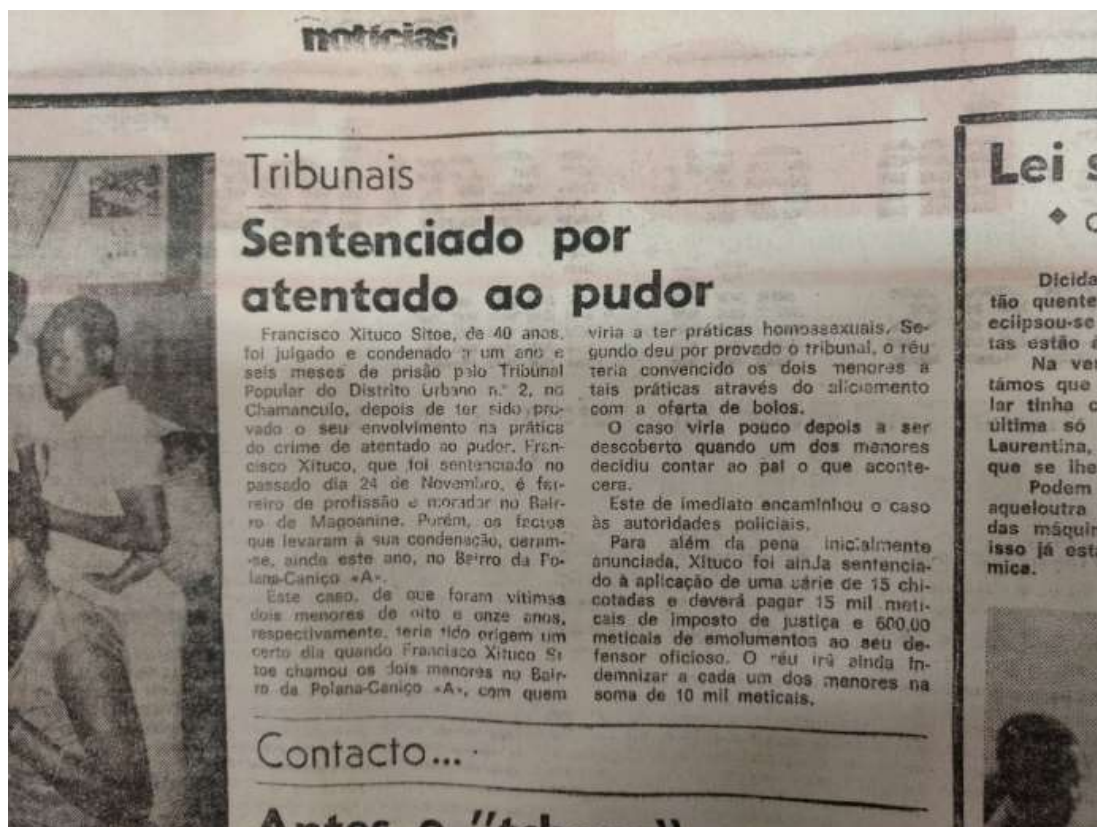 notícias
Tribunais
Sentenciado por
atentado ao pudor
Francisco Xituco Sitoe, de 40 anos,
foi julgado e condenado a um ano e
seis meses de prisão pelo Tribunal
Popular do Distrito Urbano n.º 2, no
Chamanculo, depois de ter sido pro-
vado o seu envolvimento na prática
do crime de atentado ao pudor. Fran-
cisco Xituco, que foi sentenciado no
passado dia 24 de Novembro, é fer-
reiro de profissão e morador no Bair-
ro de Magoanine. Porém, os factos
que levaram à sua condenação, deram-
-se, ainda este ano, no Bairro da Po-
lana-Caniço «A».
Este caso, de que foram vítimas
dois menores de oito e onze anos,
respectivamente, teria tido origem um
certo dia quando Francisco Xituco Si-
toe chamou os dois menores no Bair-
ro da Polana-Caniço «A», com quem
viria a ter práticas homossexuais. Se-
gundo deu por provado o tribunal, o réu
teria convencido os dois menores a
tais práticas através do aliciamento
com a oferta de bolos.
O caso viria pouco depois a ser
descoberto quando um dos menores
decidiu contar ao pai o que aconte-
cera.
Este de imediato encaminhou o caso
às autoridades policiais.
Para além da pena inicialmente
anunciada, Xituco foi ainda sentencia-
do à aplicação de uma série de 15 chi-
cotadas e deverá pagar 15 mil meti-
cais de imposto de justiça e 600,00
meticais de emolumentos ao seu de-
fensor oficioso. O réu irá ainda in-
demnizar a cada um dos menores na
soma de 10 mil meticais.
Contacto...
Antes o
Lei s
Dicida
tão quente
eclipsou-se
tas estão à
Na ver
támos que
lar tinha c
última só
Laurentina,
que se lhe
Podem
aqueloutra
das máquin
isso já est
mica.